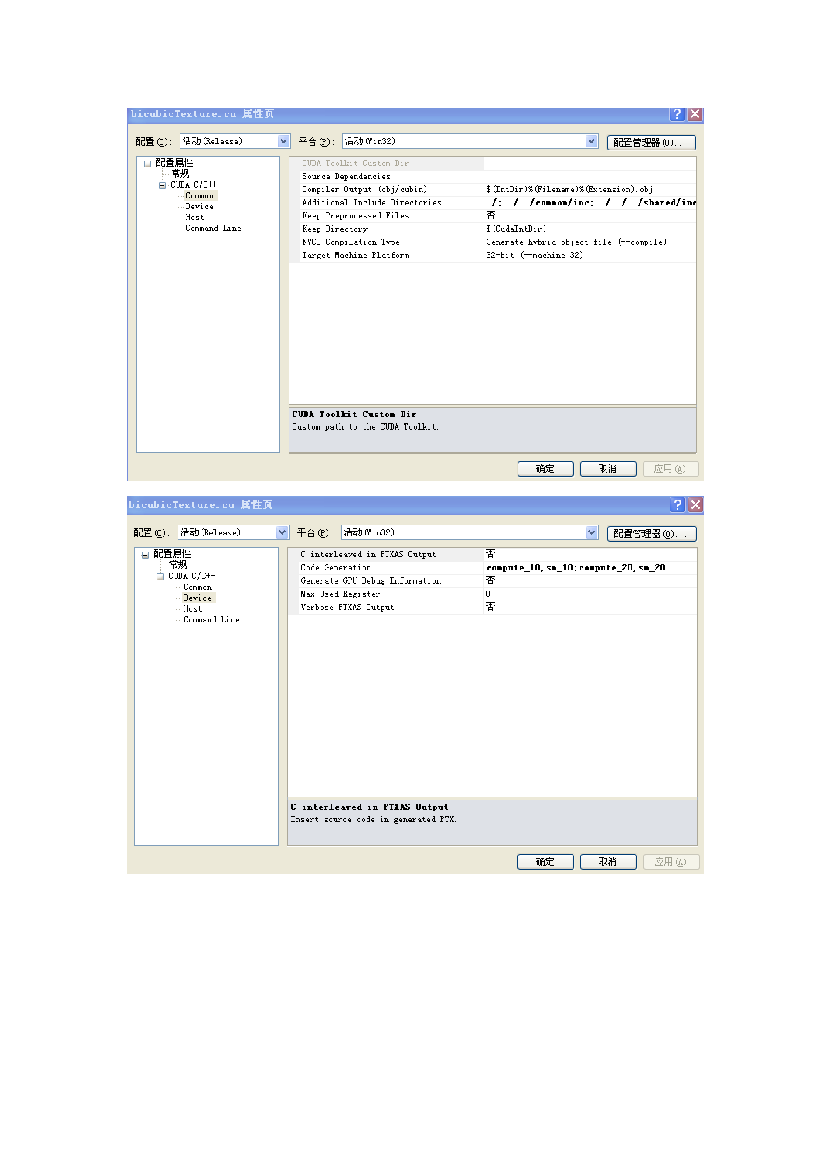 bicubicTexture.cu 属性页
配置(C): 活动(Release) 平台(P): 活动(Win32) 配置管理器(O)...
配置属性
常规
CUDA C/C++
Common
Device
Host
Command Line
CUDA Toolkit Custom Dir
Source Dependencies
Compiler Output (obj/cubin) $(IntDir)%(Filename)%(Extension).obj
Additional Include Directories /common/inc; /shared/inc
Keep Preprocessed Files 否
Keep Directory $(CudaIntDir)
NVCC Compilation Type Generate hybrid object file (--compile)
Target Machine Platform 32-bit (--machine 32)
CUDA Toolkit Custom Dir
Custom path to the CUDA Toolkit.
确定 取消 应用(A)
bicubicTexture.cu 属性页
配置(C): 活动(Release) 平台(P): 活动(Win32) 配置管理器(O)...
配置属性
常规
CUDA C/C++
Common
Device
Host
Command Line
C interleaved in PTXAS Output 否
Code Generation compute_10,sm_10;compute_20,sm_20
Generate GPU Debug Information 否
Max Used Register 0
Verbose PTXAS Output 否
C interleaved in PTXAS Output
Insert source code in generated PTX.
确定 取消 应用(A)